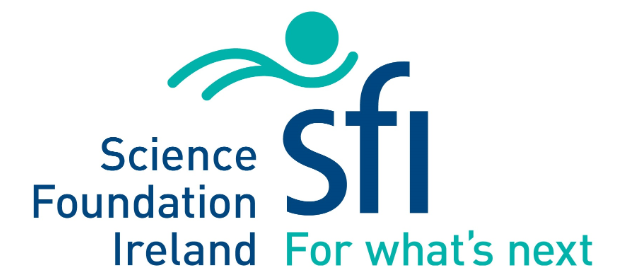 sfi
Science
Foundation
Ireland
For what's next